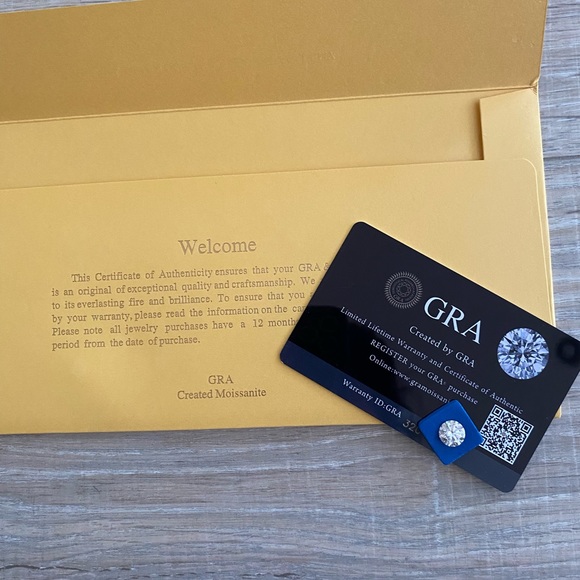 Welcome
This Certificate of Authenticity ensures that your GRA
is an original of exceptional quality and craftsmanship. We
to its everlasting fire and brilliance. To ensure that you
by your warranty, please read the information on the
Please note all jewelry purchases have a 12 month
period from the date of purchase.
GRA
Created Moissanite
GRA
Created by GRA
Limited Lifetime Warranty and Certificate of Authentic
REGISTER your GRA purchase
Online:www.gramoissan
Warranty ID:GRA